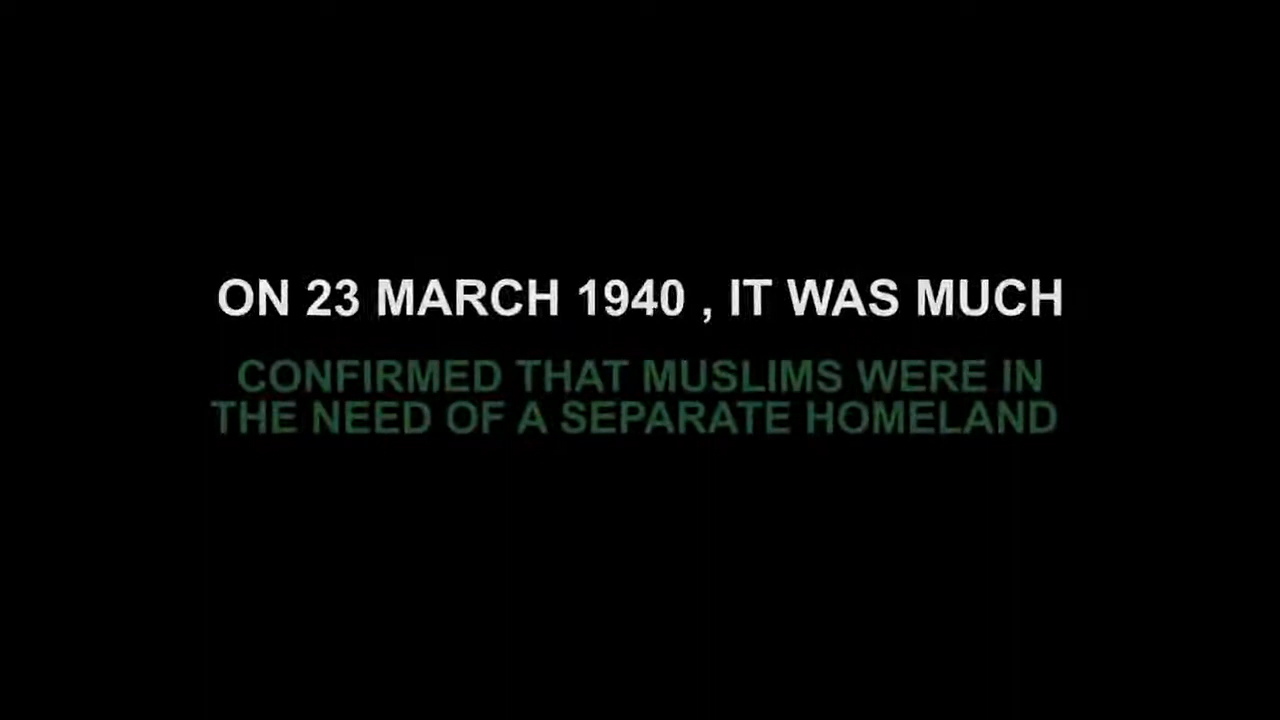 ON 23 MARCH 1940 , IT WAS MUCH
CONFIRMED THAT MUSLIMS WERE IN
THE NEED OF A SEPARATE HOMELAND